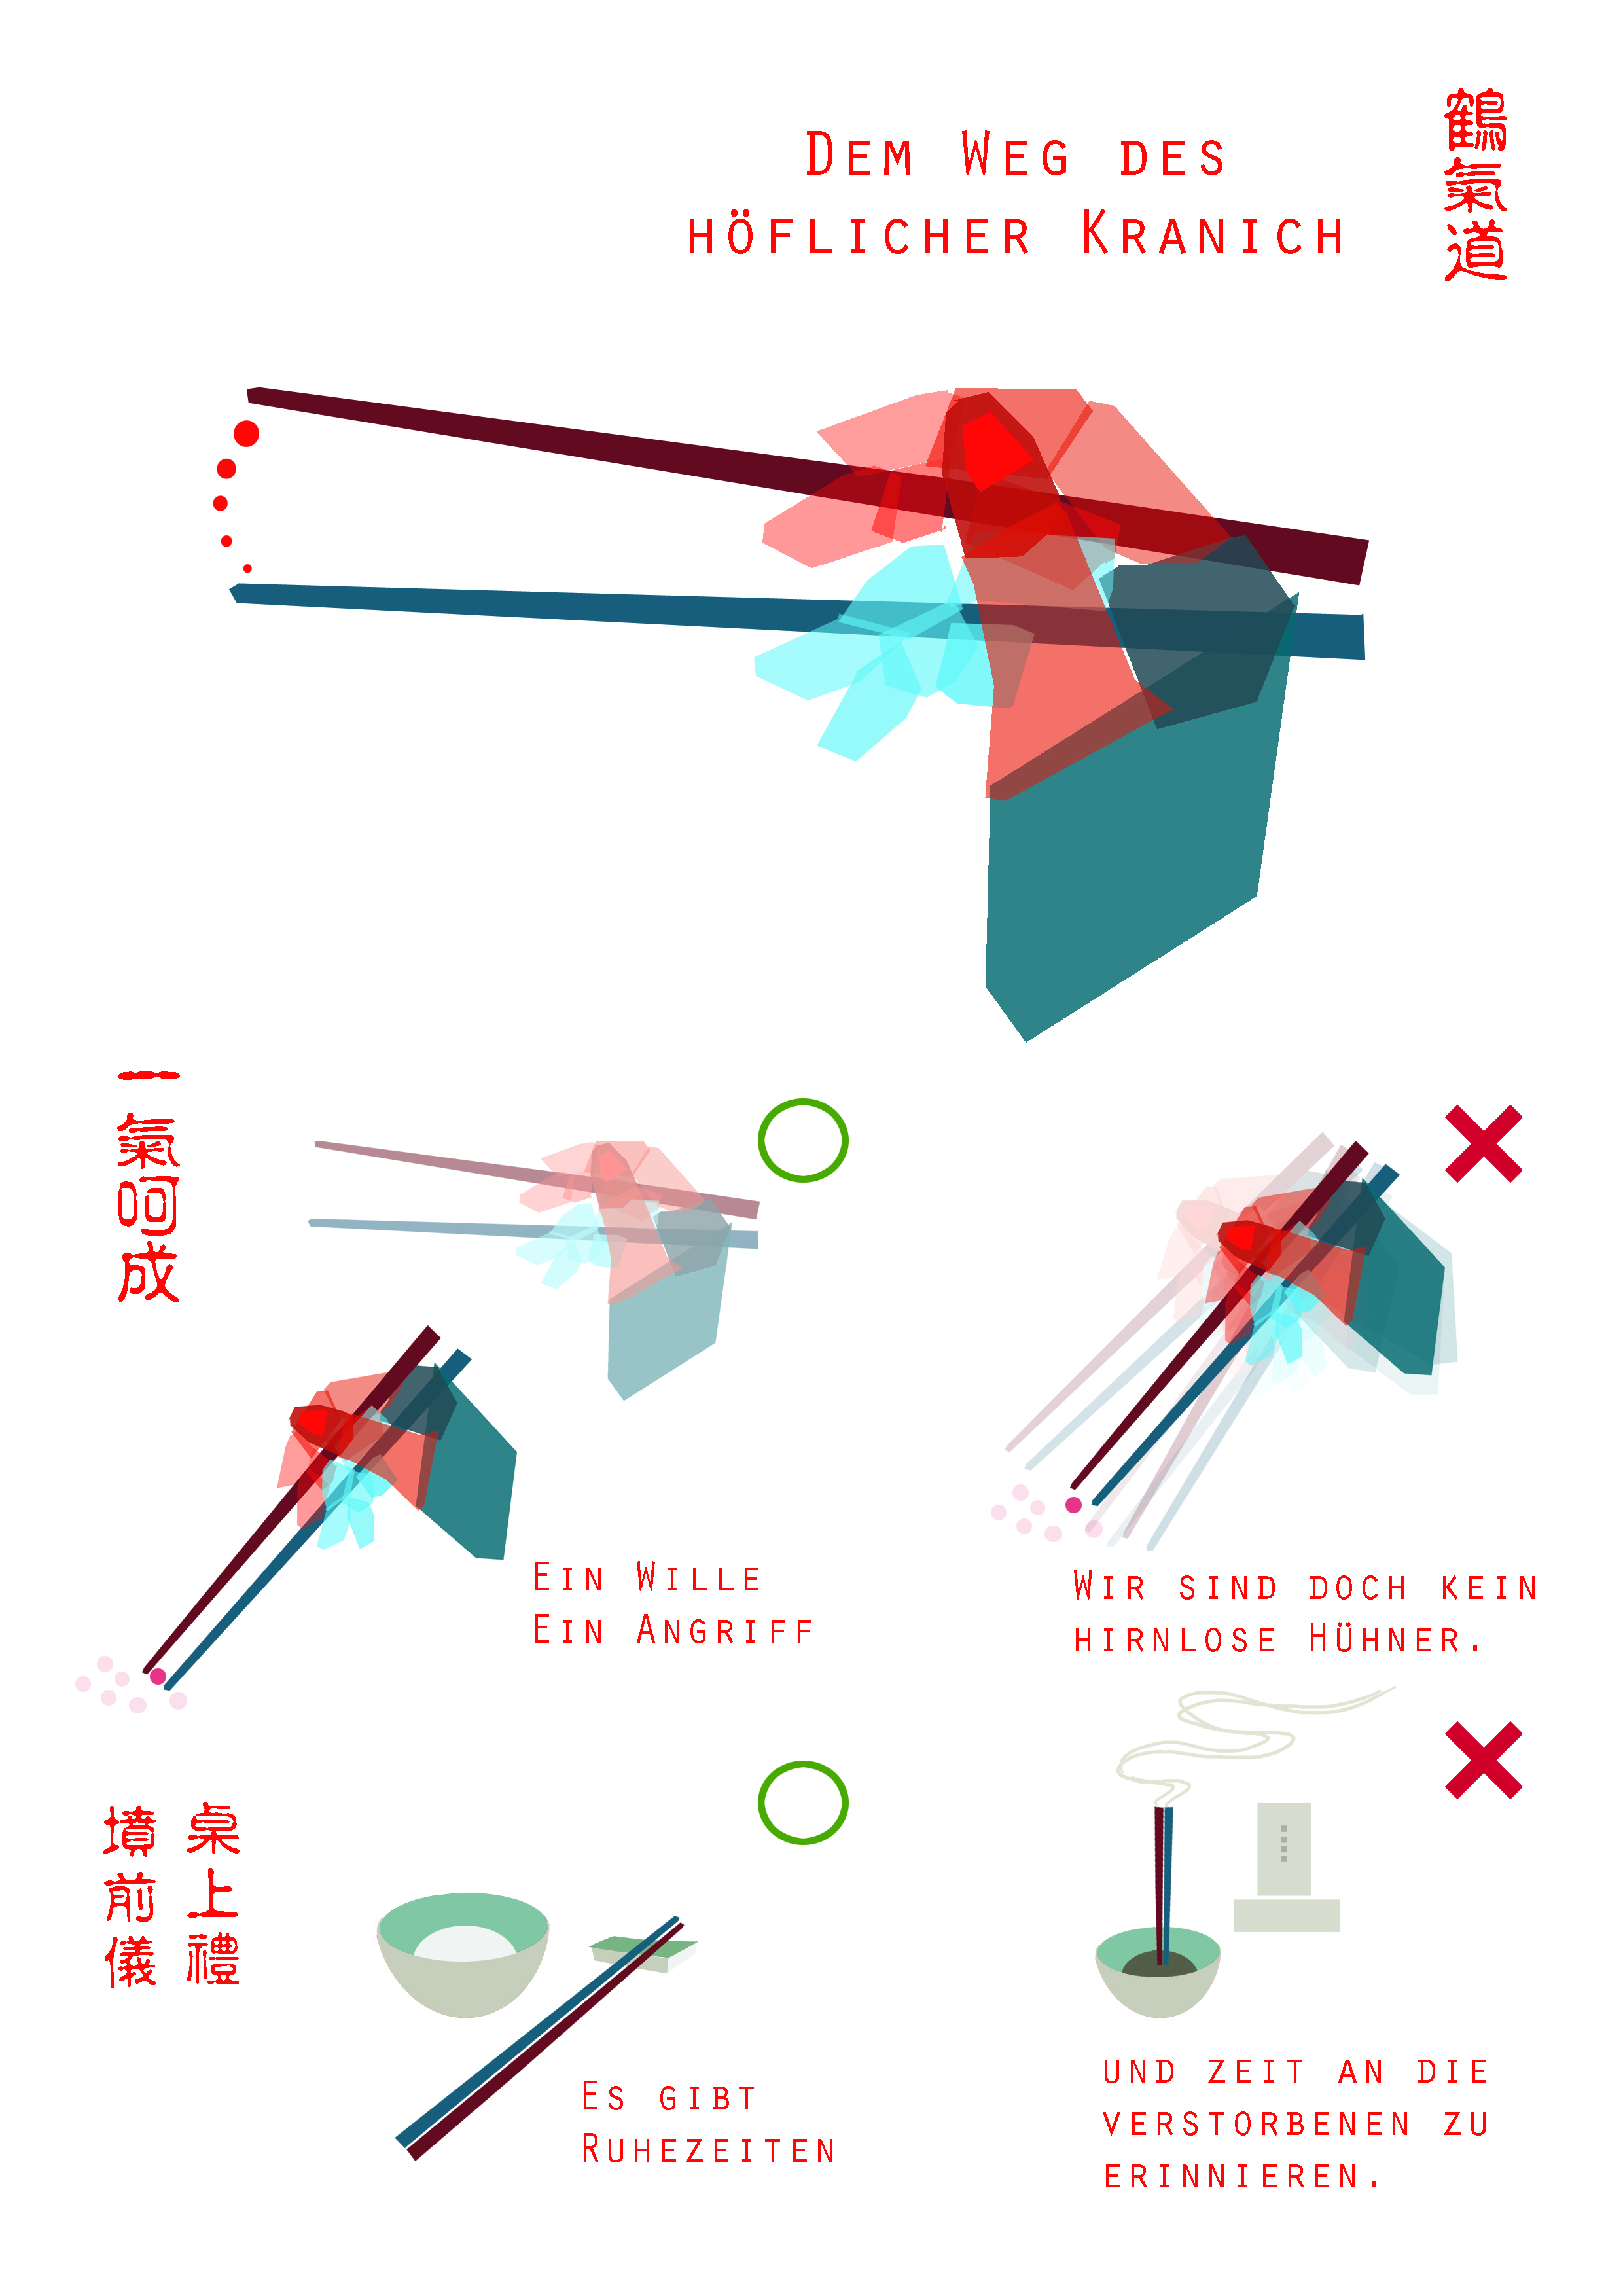 Dem Weg des
höflicher Kranich
鶴氣道
一氣呵成
Ein Wille
Ein Angriff
Wir sind doch kein
hirnlose Hühner.
桌上禮
墳前儀
Es gibt
Ruhezeiten
und zeit an die
verstorbenen zu
erinnieren.